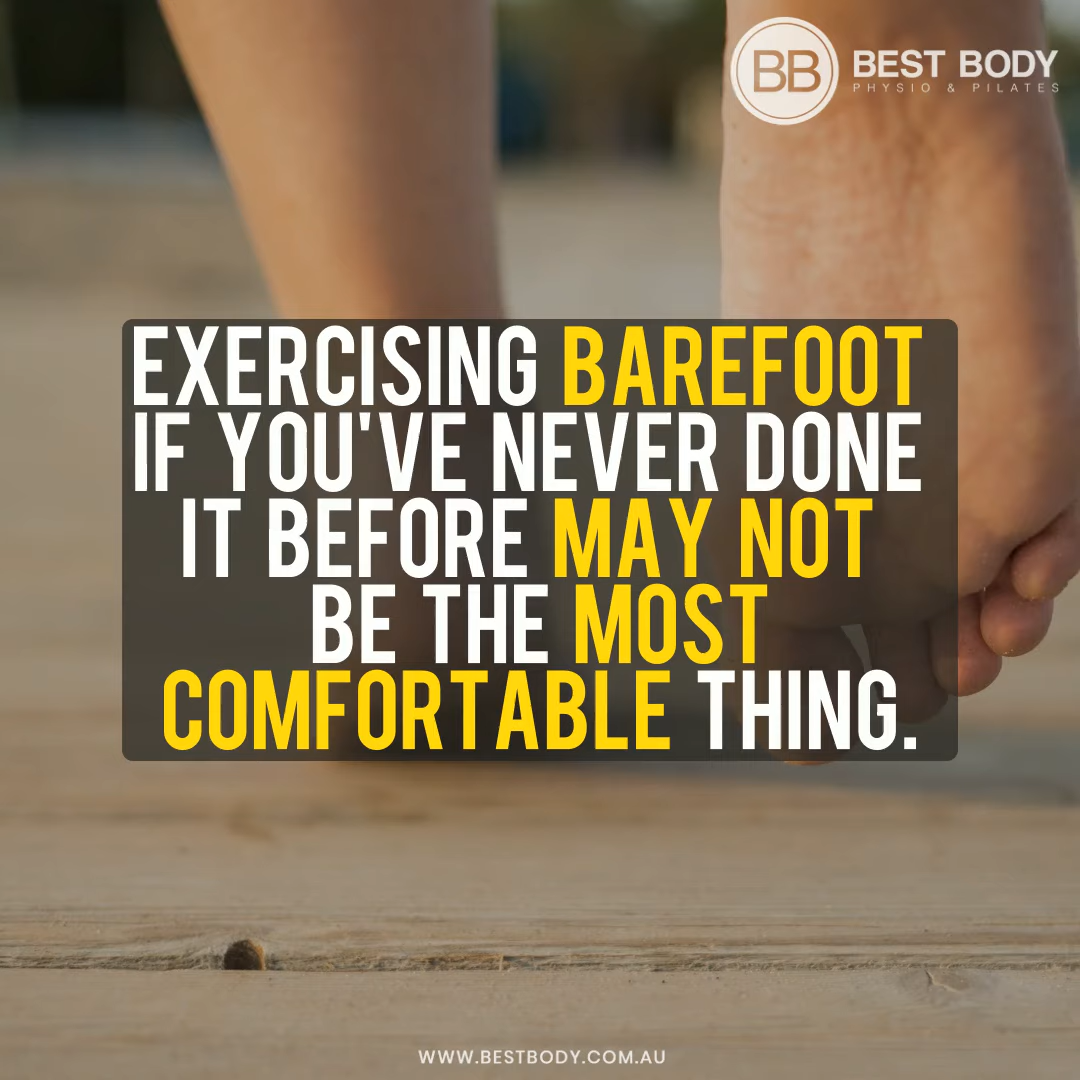 BB
BEST BODY
PHYSIO & PILATES
EXERCISING BAREFOOT
IF YOU'VE NEVER DONE
IT BEFORE MAY NOT
BE THE MOST
COMFORTABLE THING.
WWW.BESTBODY.COM.AU